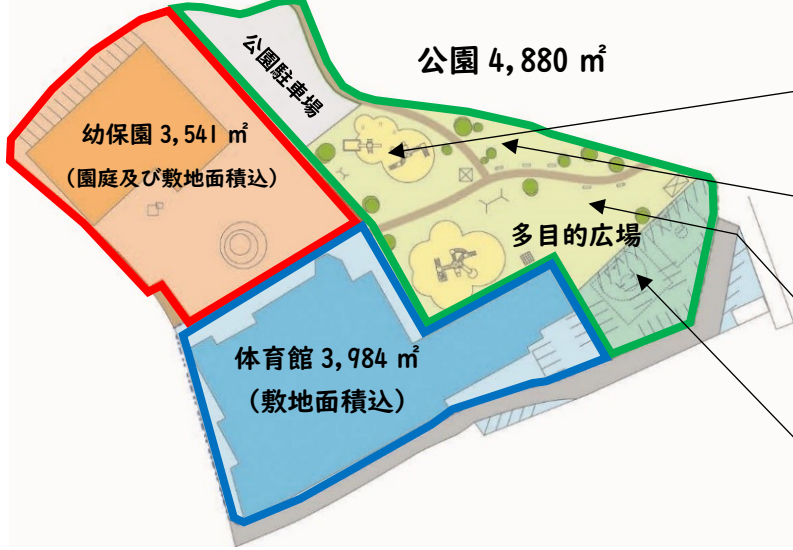 公園 4,880 ㎡
公園駐車場
幼保園 3,541 ㎡
（園庭及び敷地面積込）
多目的広場
体育館 3,984 ㎡
（敷地面積込）